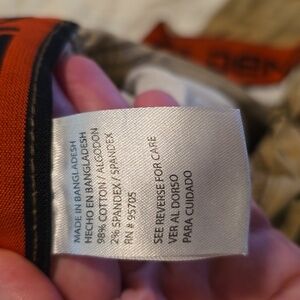 MADE IN BANGLADESH
HECHO EN BANGLADESH
98% COTTON / ALGODON
2% SPANDEX / SPANDEX
RN # 95705
SEE REVERSE FOR CARE
VER AL DORSO
PARA CUIDADO